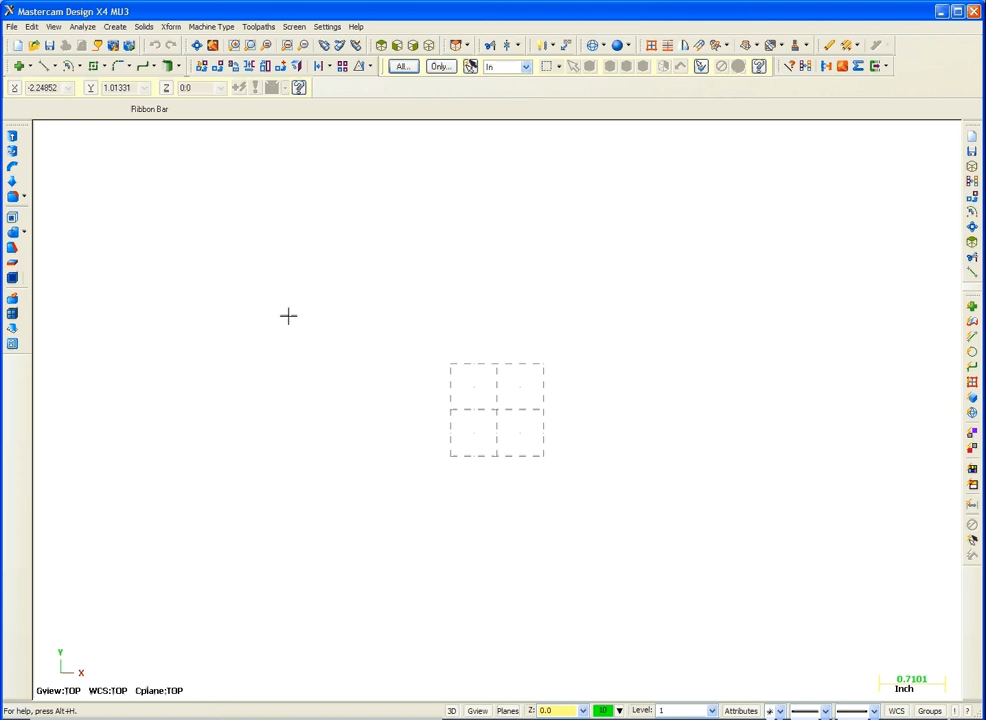 Mastercam Design X4 MU3
File Edit View Analyze Create Solids Xform Machine Type Toolpaths Screen Settings Help
All... Only... In
X -2.24852 Y 1.01331 Z 0:0
Ribbon Bar
Y
X
Gview:TOP WCS:TOP Cplane:TOP
0.7101
Inch
For help, press Alt+H.
3D Gview Planes Z: 0.0 10 Level: 1 Attributes WCS Groups ! ?